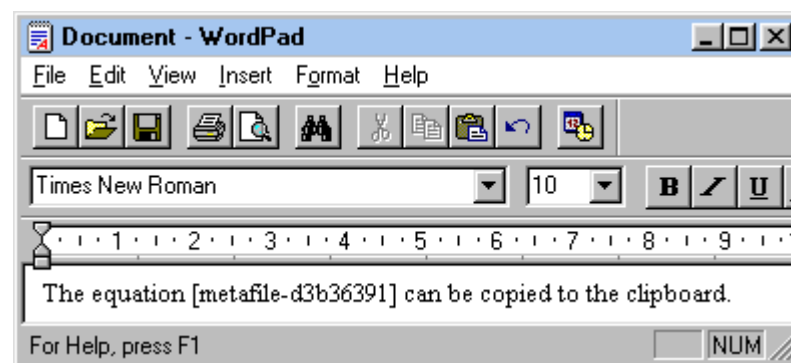 Document - WordPad
File Edit View Insert Format Help
Times New Roman 10 B I U
1 2 3 4 5 6 7 8 9
The equation [metafile-d3b36391] can be copied to the clipboard.
For Help, press F1 NUM